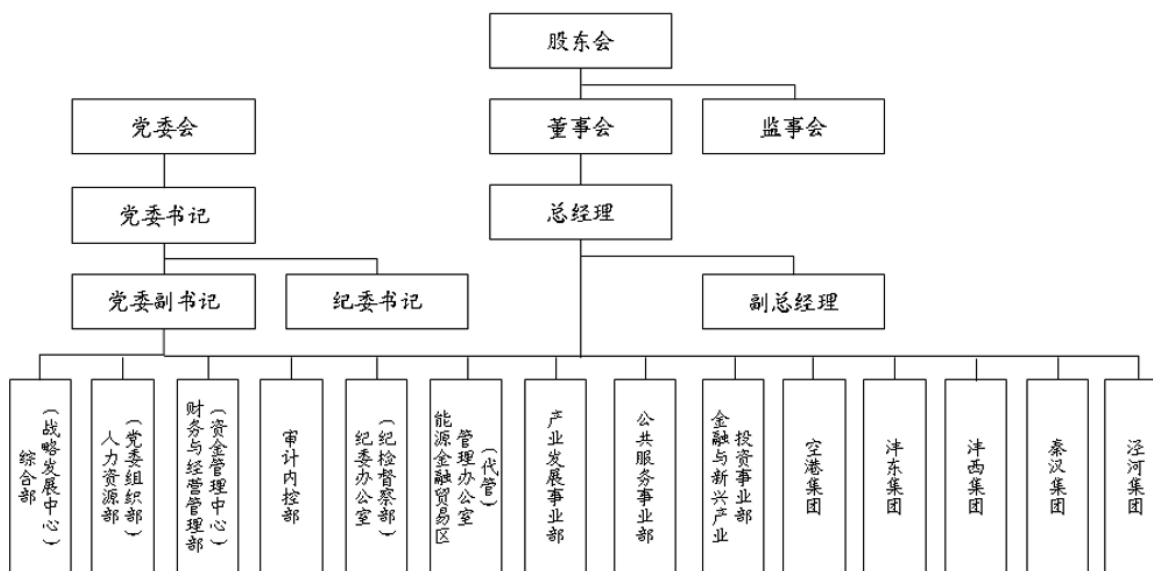 股东会
党委会
董事会
监事会
党委书记
总经理
党委副书记
纪委书记
副总经理
综合部
（战略发展中心）
人力资源部
（党委组织部）
财务与经营管理部
（资金管理中心）
审计内控部
纪委办公室
（纪检督察部）
能源金融贸易区
管理办公室
（代管）
产业发展事业部
公共服务事业部
金融与新兴产业
投资事业部
空港集团
沣东集团
沣西集团
秦汉集团
泾河集团